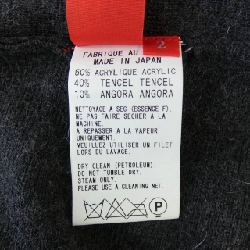 2
FABRIQUE AU
MADE IN JAPAN
50% ACRYLIQUE ACRYLIC
40% TENCEL TENCEL
10% ANGORA ANGORA
NETTOYAGE A SEC (ESSENCE F).
NE PAS FAIRE SECHER A LA
MACHINE.
A REPASSER A LA VAPEUR
UNIQUEMENT.
VEUILLEZ UTILISER UN FILET
LORS DU LAVAGE.
DRY CLEAN (PETROLEUM)
DO NOT TUMBLE DRY.
STEAM ONLY.
PLEASE USE A CLEANING NET.
P